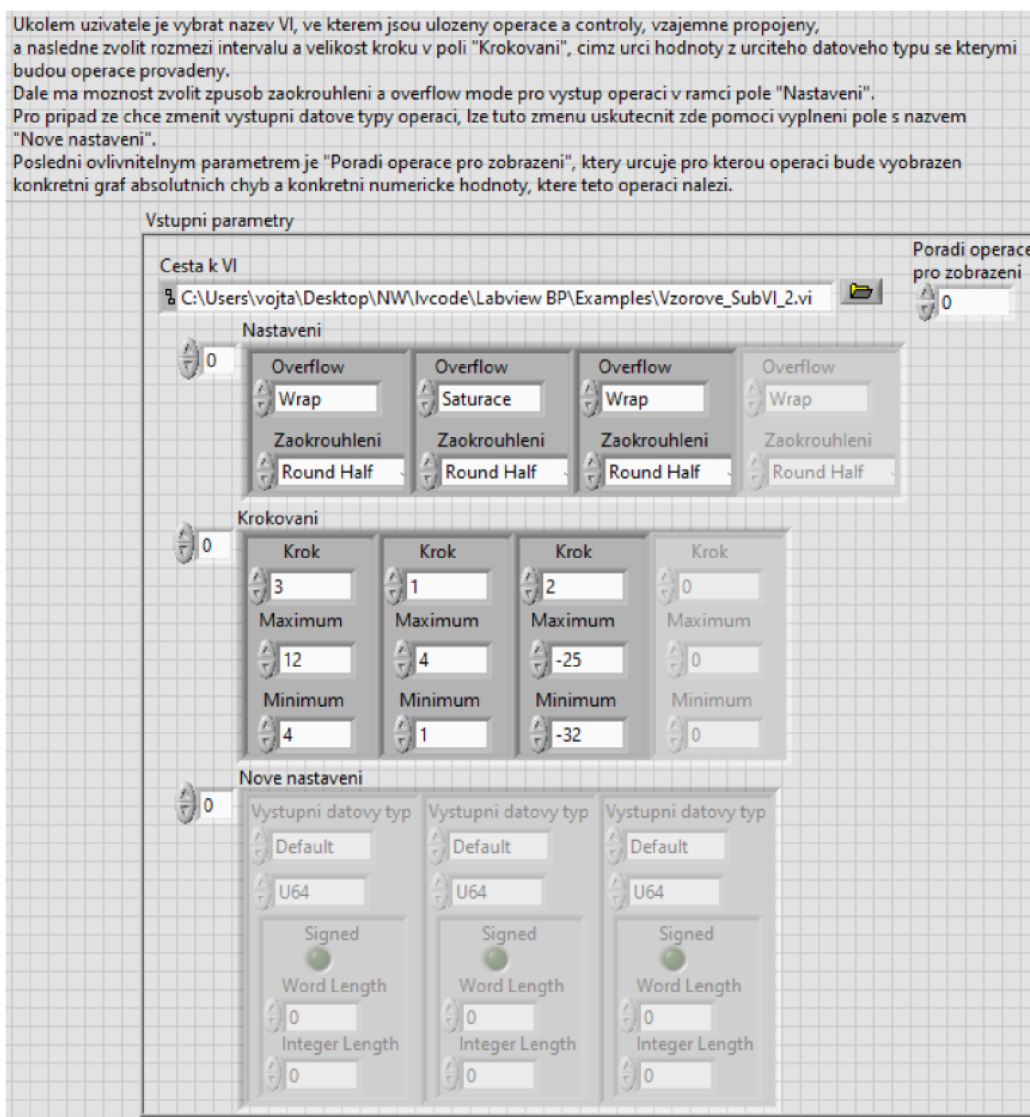 Ukolem uzivatele je vybrat nazev VI, ve kterem jsou ulozeny operace a controly, vzajemne propojeny,
a nasledne zvolit rozmezi intervalu a velikost kroku v poli "Krokovani", cimz urci hodnoty z urciteho datoveho typu se kterymi
budou operace provadeny.
Dale ma moznost zvolit zpusob zaokrouhleni a overflow mode pro vystup operaci v ramci pole "Nastaveni".
Pro pripad ze chce zmenit vystupni datove typy operaci, lze tuto zmenu uskutecnit zde pomoci vyplneni pole s nazvem
"Nove nastaveni".
Posledni ovlivnitelnym parametrem je "Poradi operace pro zobrazeni", ktery urcuje pro kterou operaci bude vyobrazen
konkretni graf absolutnich chyb a konkretni numericke hodnoty, ktere teto operaci nalezi.
Vstupni parametry
Poradi operace
Cesta k VI
pro zobrazeni
C:\Users\vojta\Desktop\NW\lvcode\Labview BP\Examples\Vzorove_SubVI_2.vi
0
Nastaveni
0
Overflow Overflow Overflow Overflow
Wrap Saturace Wrap Wrap
Zaokrouhleni Zaokrouhleni Zaokrouhleni Zaokrouhleni
Round Half Round Half Round Half Round Half
Krokovani
0
Krok Krok Krok Krok
3 1 2 0
Maximum Maximum Maximum Maximum
12 4 -25 0
Minimum Minimum Minimum Minimum
4 1 -32 0
Nove nastaveni
0
Vystupni datovy typ Vystupni datovy typ Vystupni datovy typ
Default Default Default
U64 U64 U64
Signed Signed Signed
Word Length Word Length Word Length
0 0 0
Integer Length Integer Length Integer Length
0 0 0